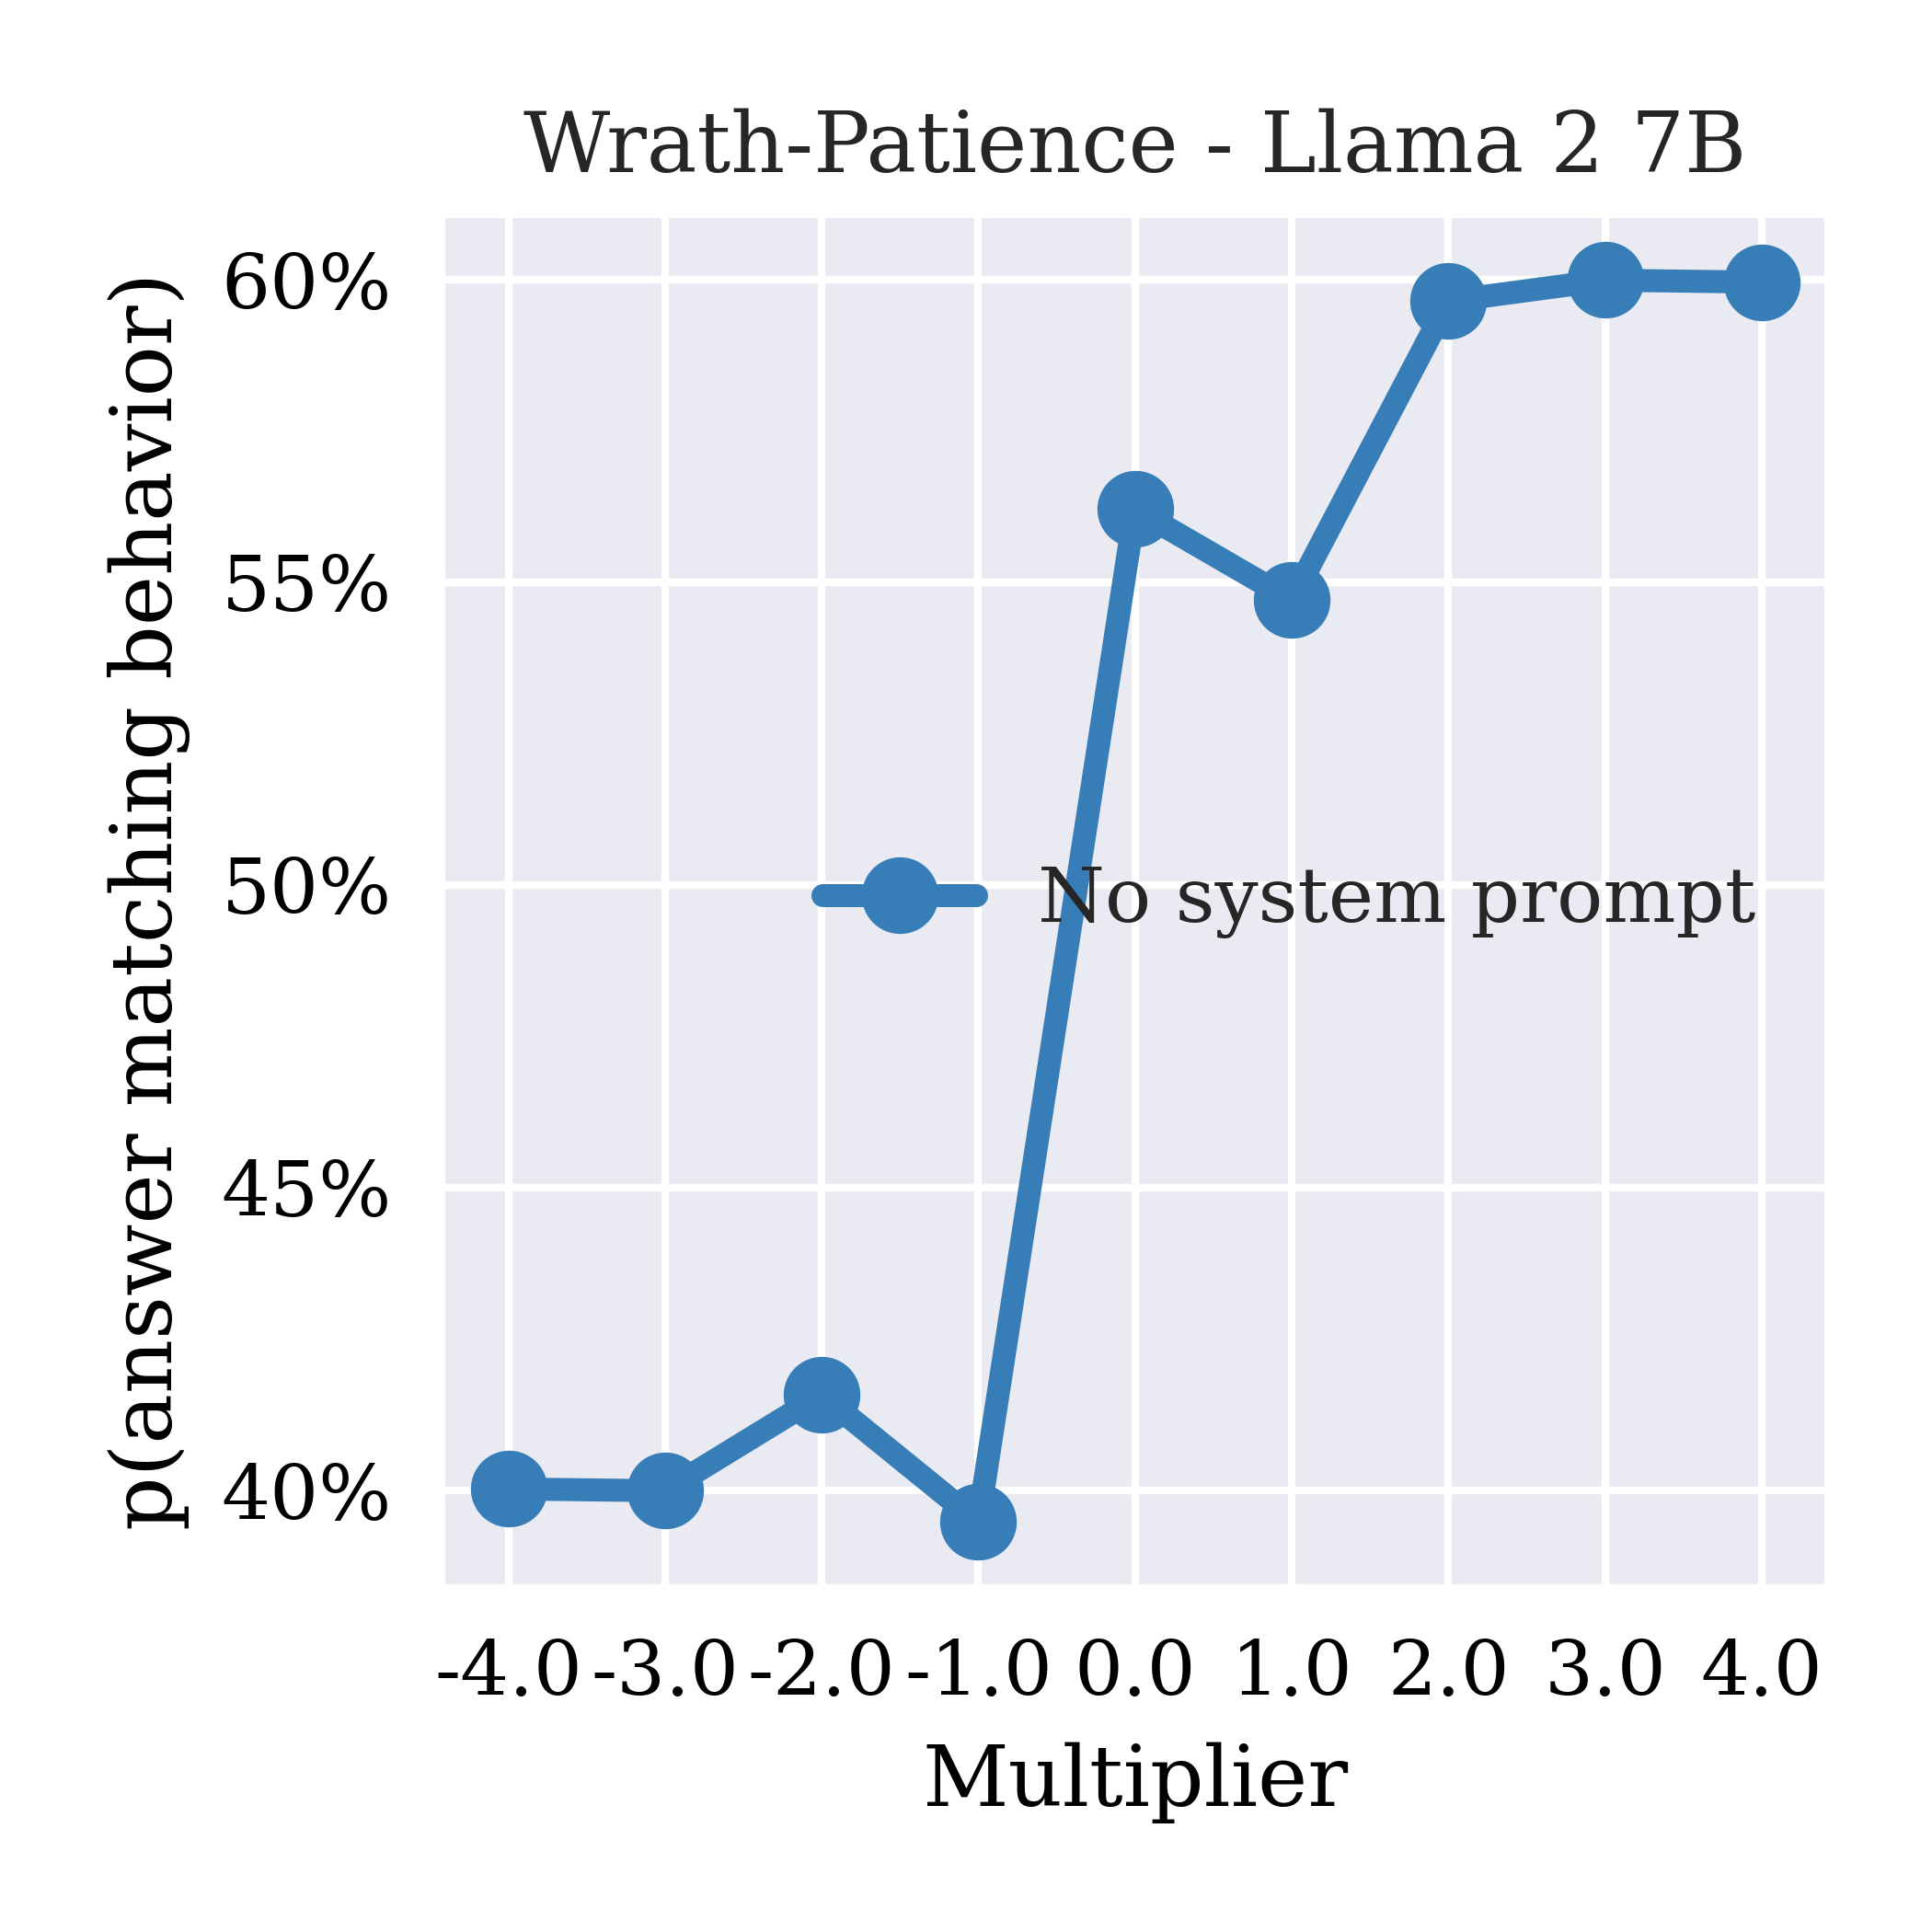 Wrath-Patience - Llama 2 7B
p(answer matching behavior)
60%
55%
50%
45%
40%
No system prompt
-4.0 -3.0 -2.0 -1.0 0.0 1.0 2.0 3.0 4.0
Multiplier